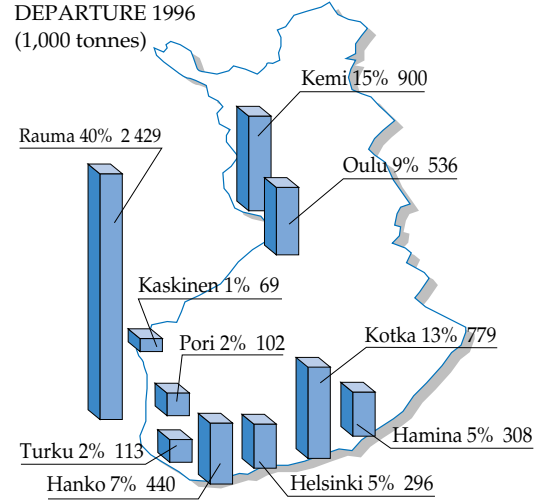 DEPARTURE 1996
(1,000 tonnes)
Kemi 15% 900
Rauma 40% 2 429
Oulu 9% 536
Kaskinen 1% 69
Pori 2% 102
Kotka 13% 779
Hamina 5% 308
Turku 2% 113
Hanko 7% 440
Helsinki 5% 296